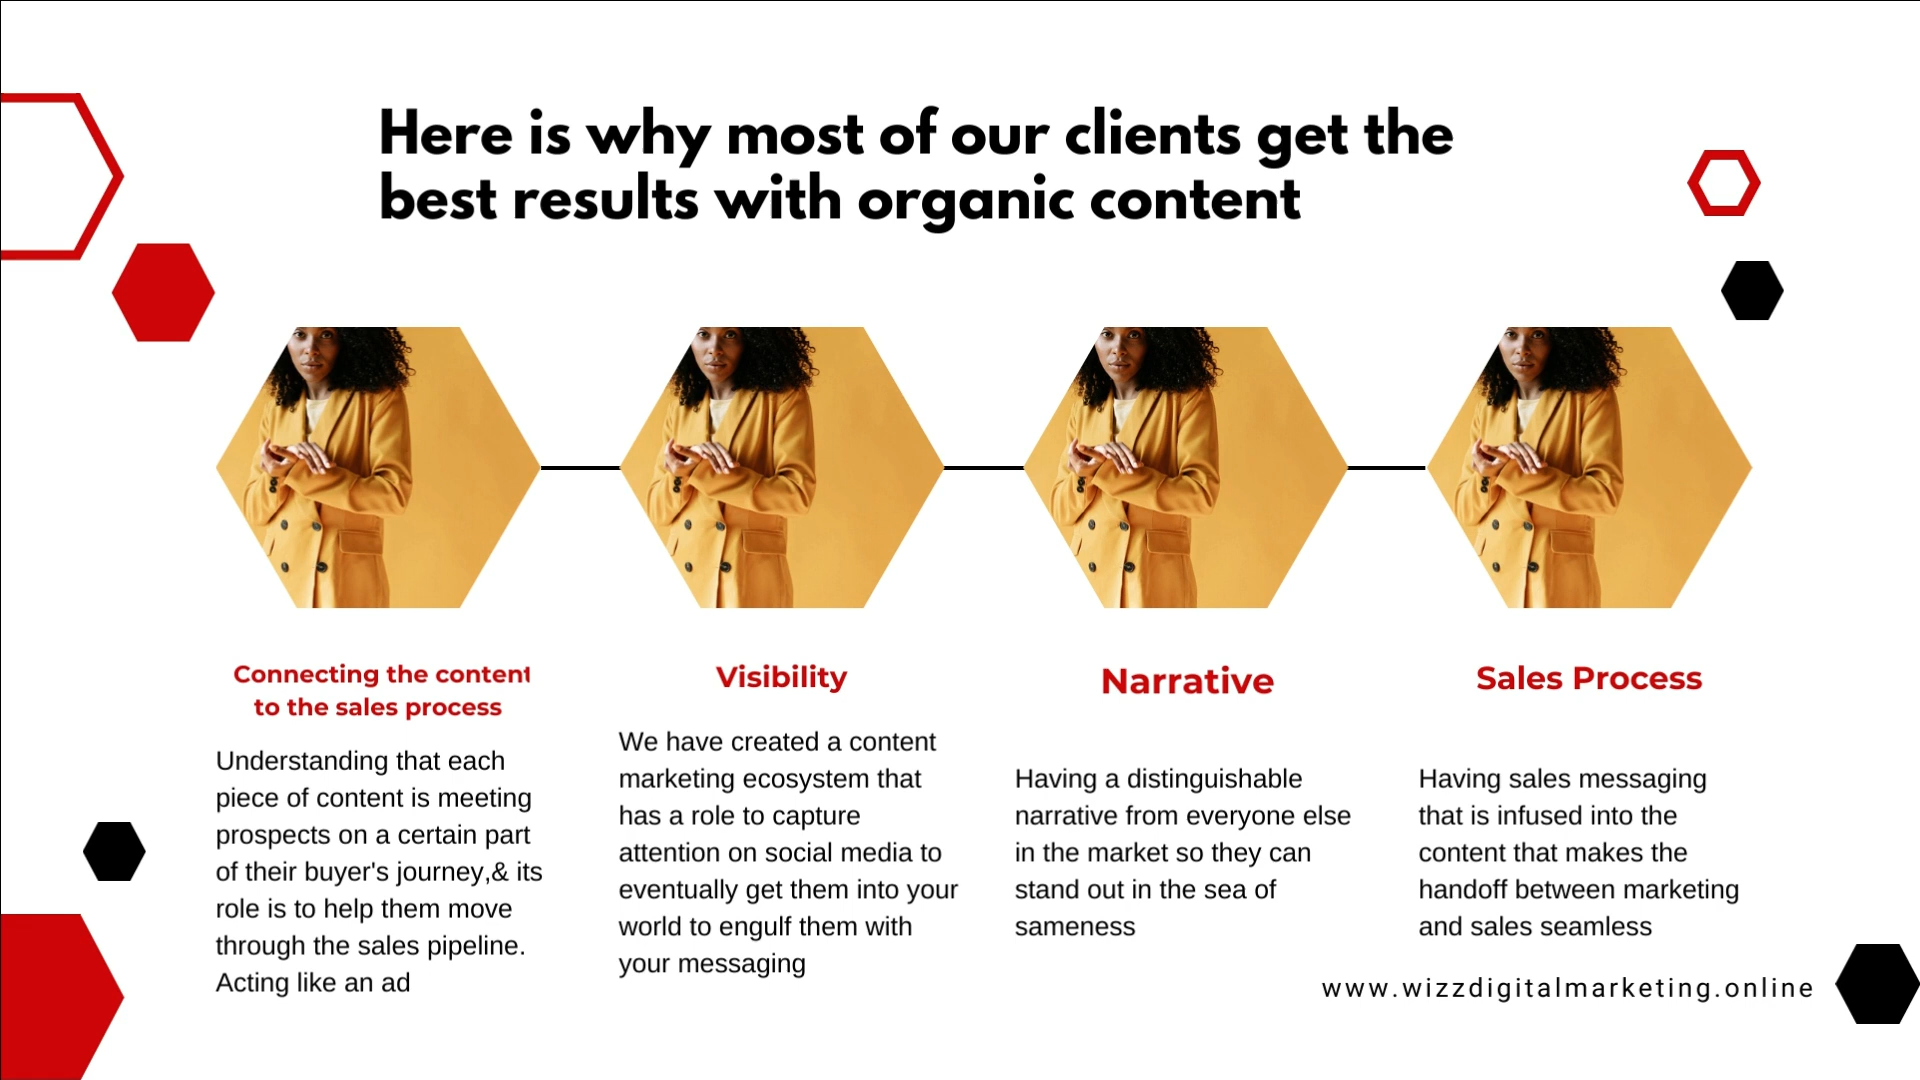 Here is why most of our clients get the
best results with organic content
Connecting the content
to the sales process
Understanding that each
piece of content is meeting
prospects on a certain part
of their buyer's journey,& its
role is to help them move
through the sales pipeline.
Acting like an ad
Visibility
We have created a content
marketing ecosystem that
has a role to capture
attention on social media to
eventually get them into your
world to engulf them with
your messaging
Narrative
Having a distinguishable
narrative from everyone else
in the market so they can
stand out in the sea of
sameness
Sales Process
Having sales messaging
that is infused into the
content that makes the
handoff between marketing
and sales seamless
www.wizzdigitalmarketing.online